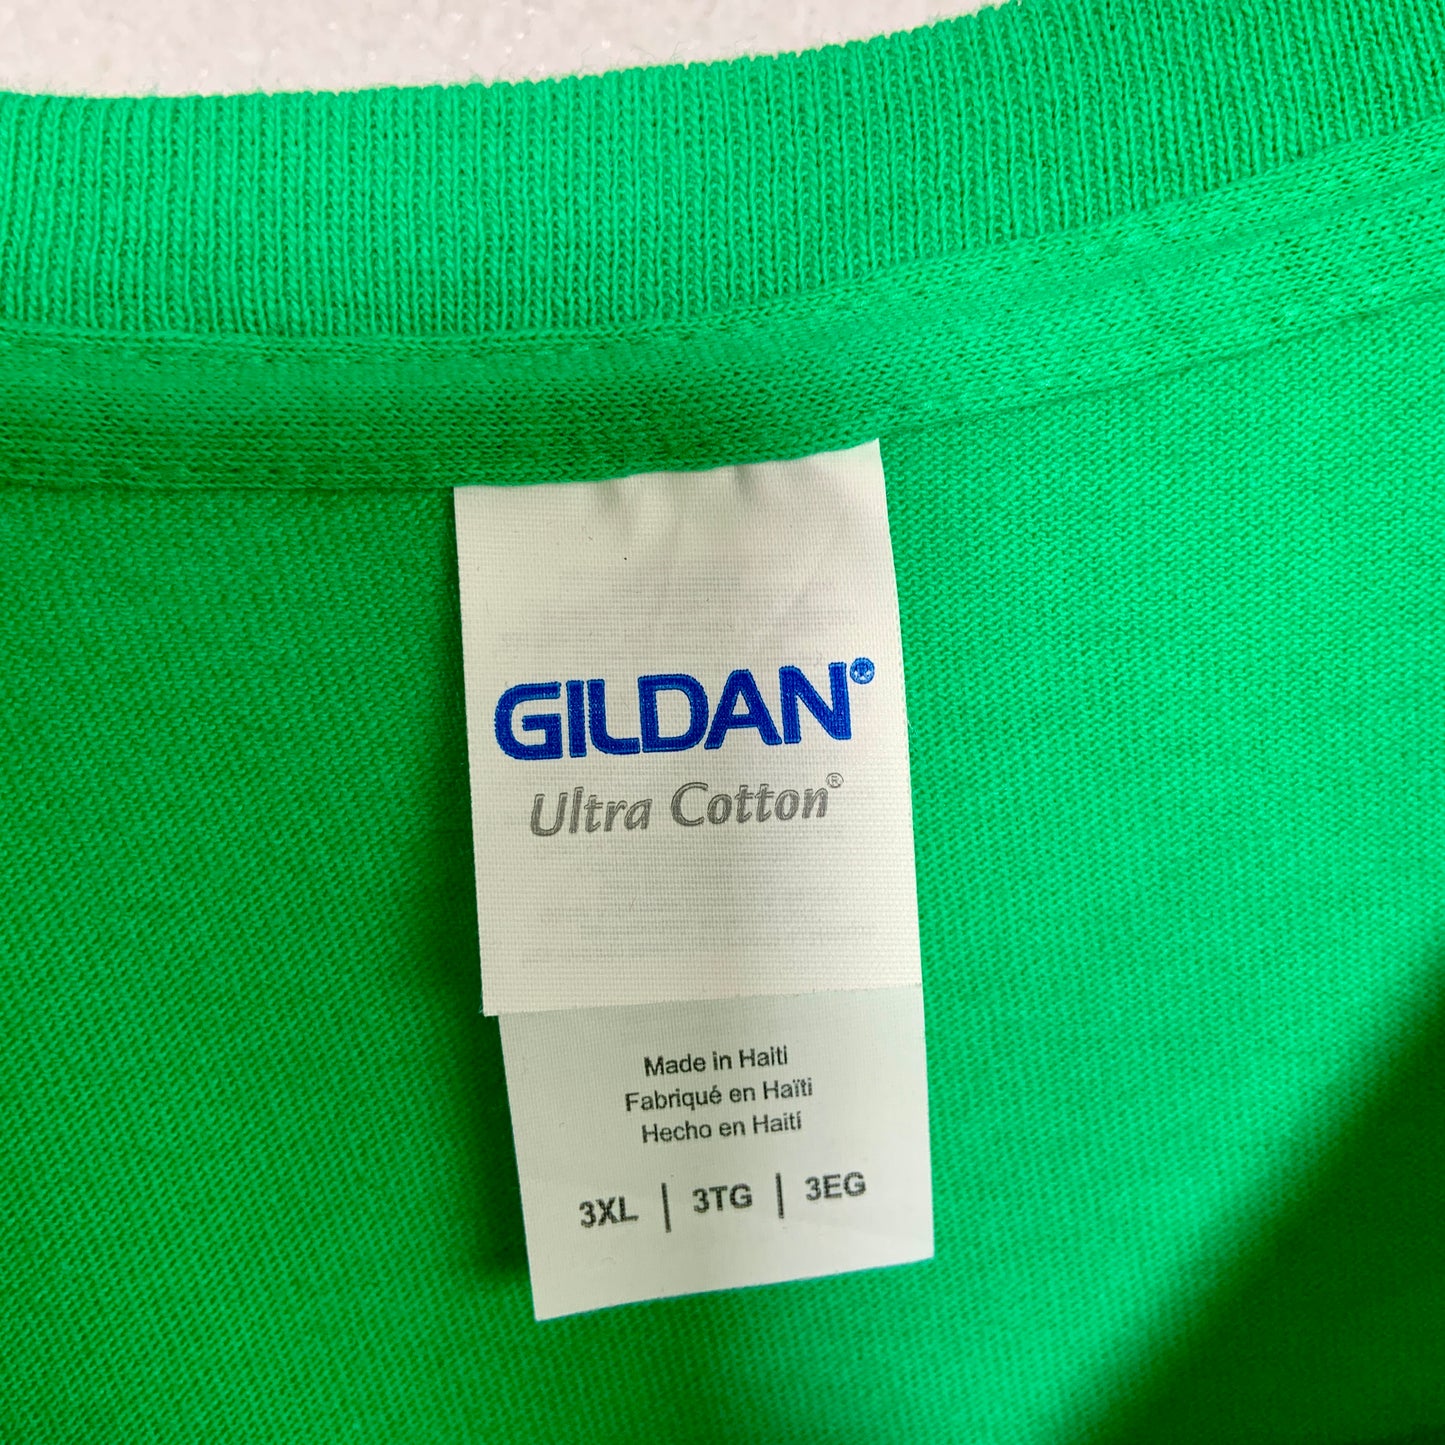 GILDAN®
Ultra Cotton®
Made in Haiti
Fabriqué en Haïti
Hecho en Haití
3XL | 3TG | 3EG